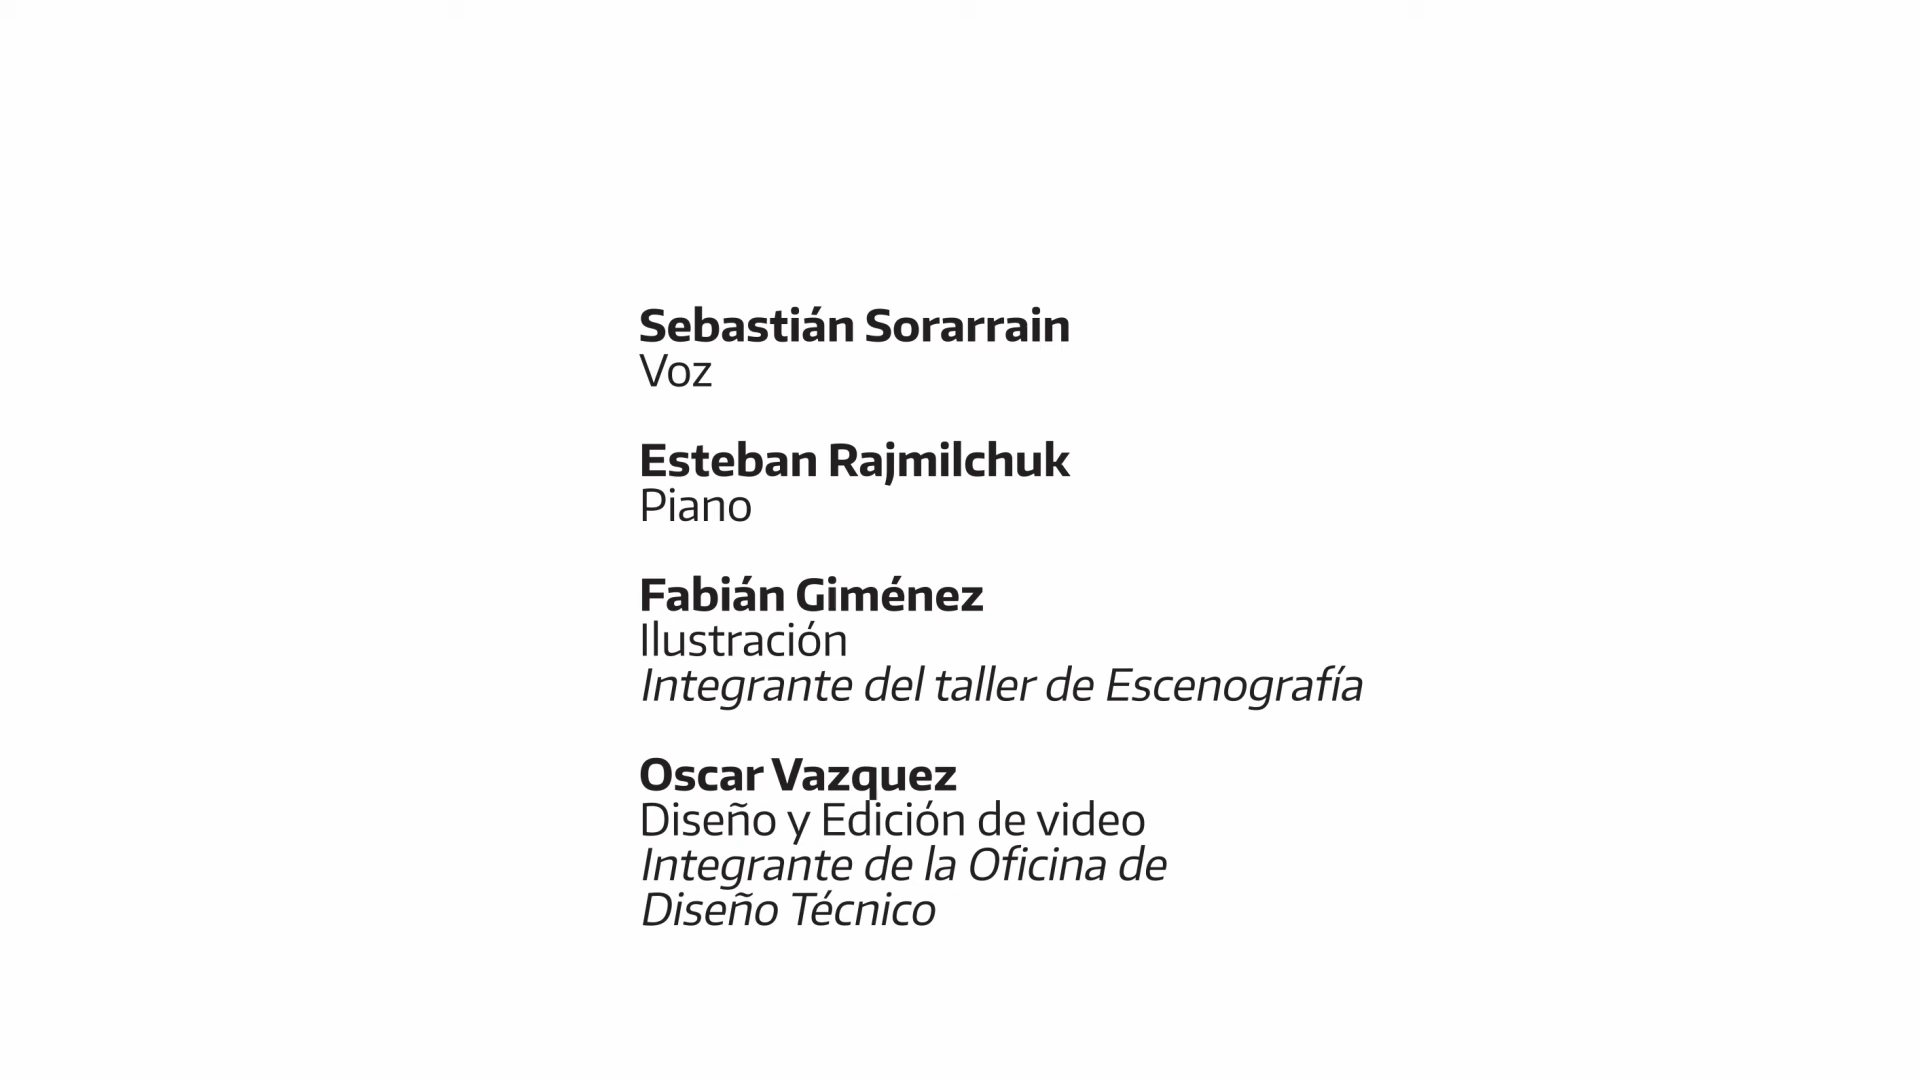 Sebastián Sorarrain
Voz
Esteban Rajmilchuk
Piano
Fabián Giménez
Ilustración
Integrante del taller de Escenografía
Oscar Vazquez
Diseño y Edición de video
Integrante de la Oficina de
Diseño Técnico